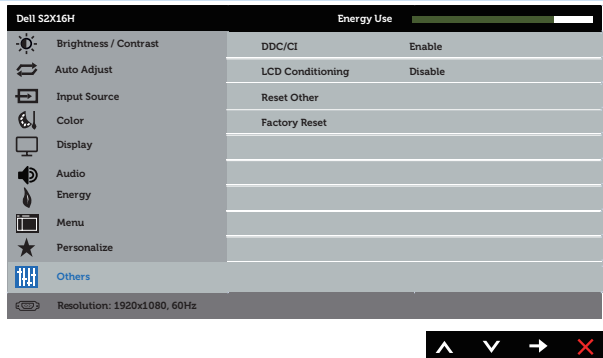 Dell S2X16H Energy Use
Brightness / Contrast
Auto Adjust
Input Source
Color
Display
Audio
Energy
Menu
Personalize
Others
DDC/CI Enable
LCD Conditioning Disable
Reset Other
Factory Reset
Resolution: 1920x1080, 60Hz